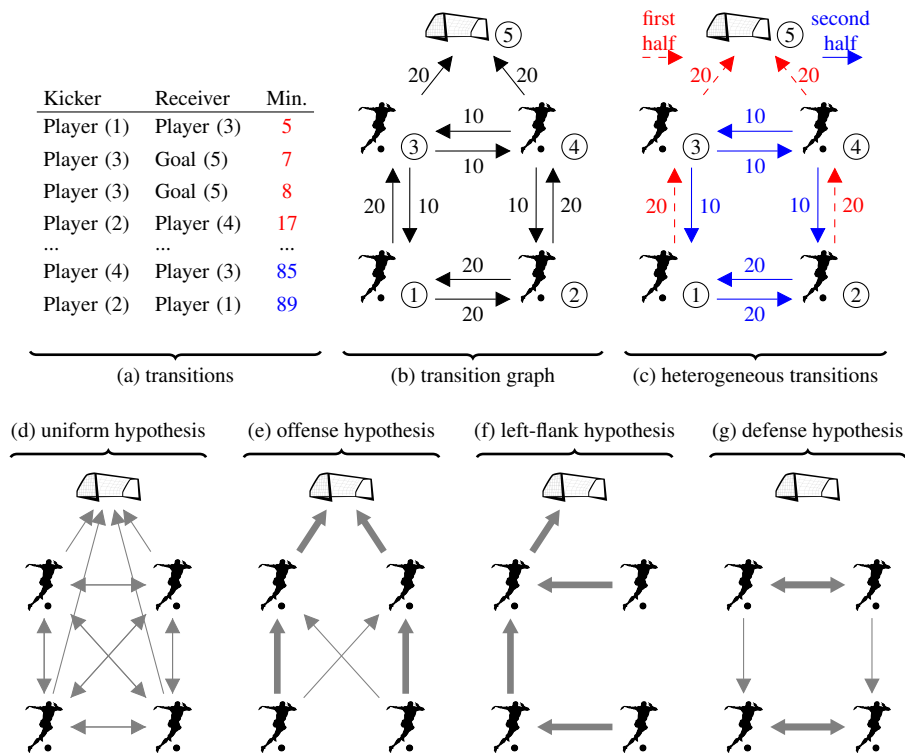 Kicker Receiver Min.
Player (1) Player (3) 5
Player (3) Goal (5) 7
Player (3) Goal (5) 8
Player (2) Player (4) 17
... ... ...
Player (4) Player (3) 85
Player (2) Player (1) 89
(a) transitions
5
20 20
10
3 4
10
20 10 10 20
20
1 2
20
(b) transition graph
first
half
5
second
half
20 20
10
3 4
10
20 10 10 20
20
1 2
20
(c) heterogeneous transitions
(d) uniform hypothesis
(e) offense hypothesis
(f) left-flank hypothesis
(g) defense hypothesis